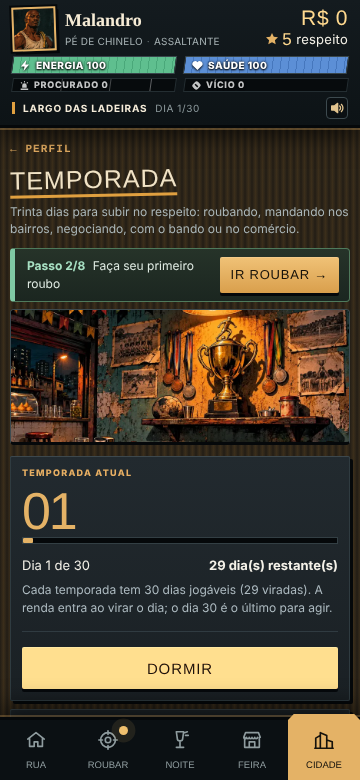 Malandro
R$ 0
PÉ DE CHINELO · ASSALTANTE
5 respeito
ENERGIA 100
SAÚDE 100
PROCURADO 0
VÍCIO 0
LARGO DAS LADEIRAS DIA 1/30
← PERFIL
TEMPORADA
Trinta dias para subir no respeito: roubando, mandando nos
bairros, negociando, com o bando ou no comércio.
Passo 2/8 Faça seu primeiro
roubo
IR ROUBAR →
TEMPORADA ATUAL
01
Dia 1 de 30
29 dia(s) restante(s)
Cada temporada tem 30 dias jogáveis (29 viradas). A
renda entra ao virar o dia; o dia 30 é o último para agir.
DORMIR
RUA
ROUBAR
NOITE
FEIRA
CIDADE